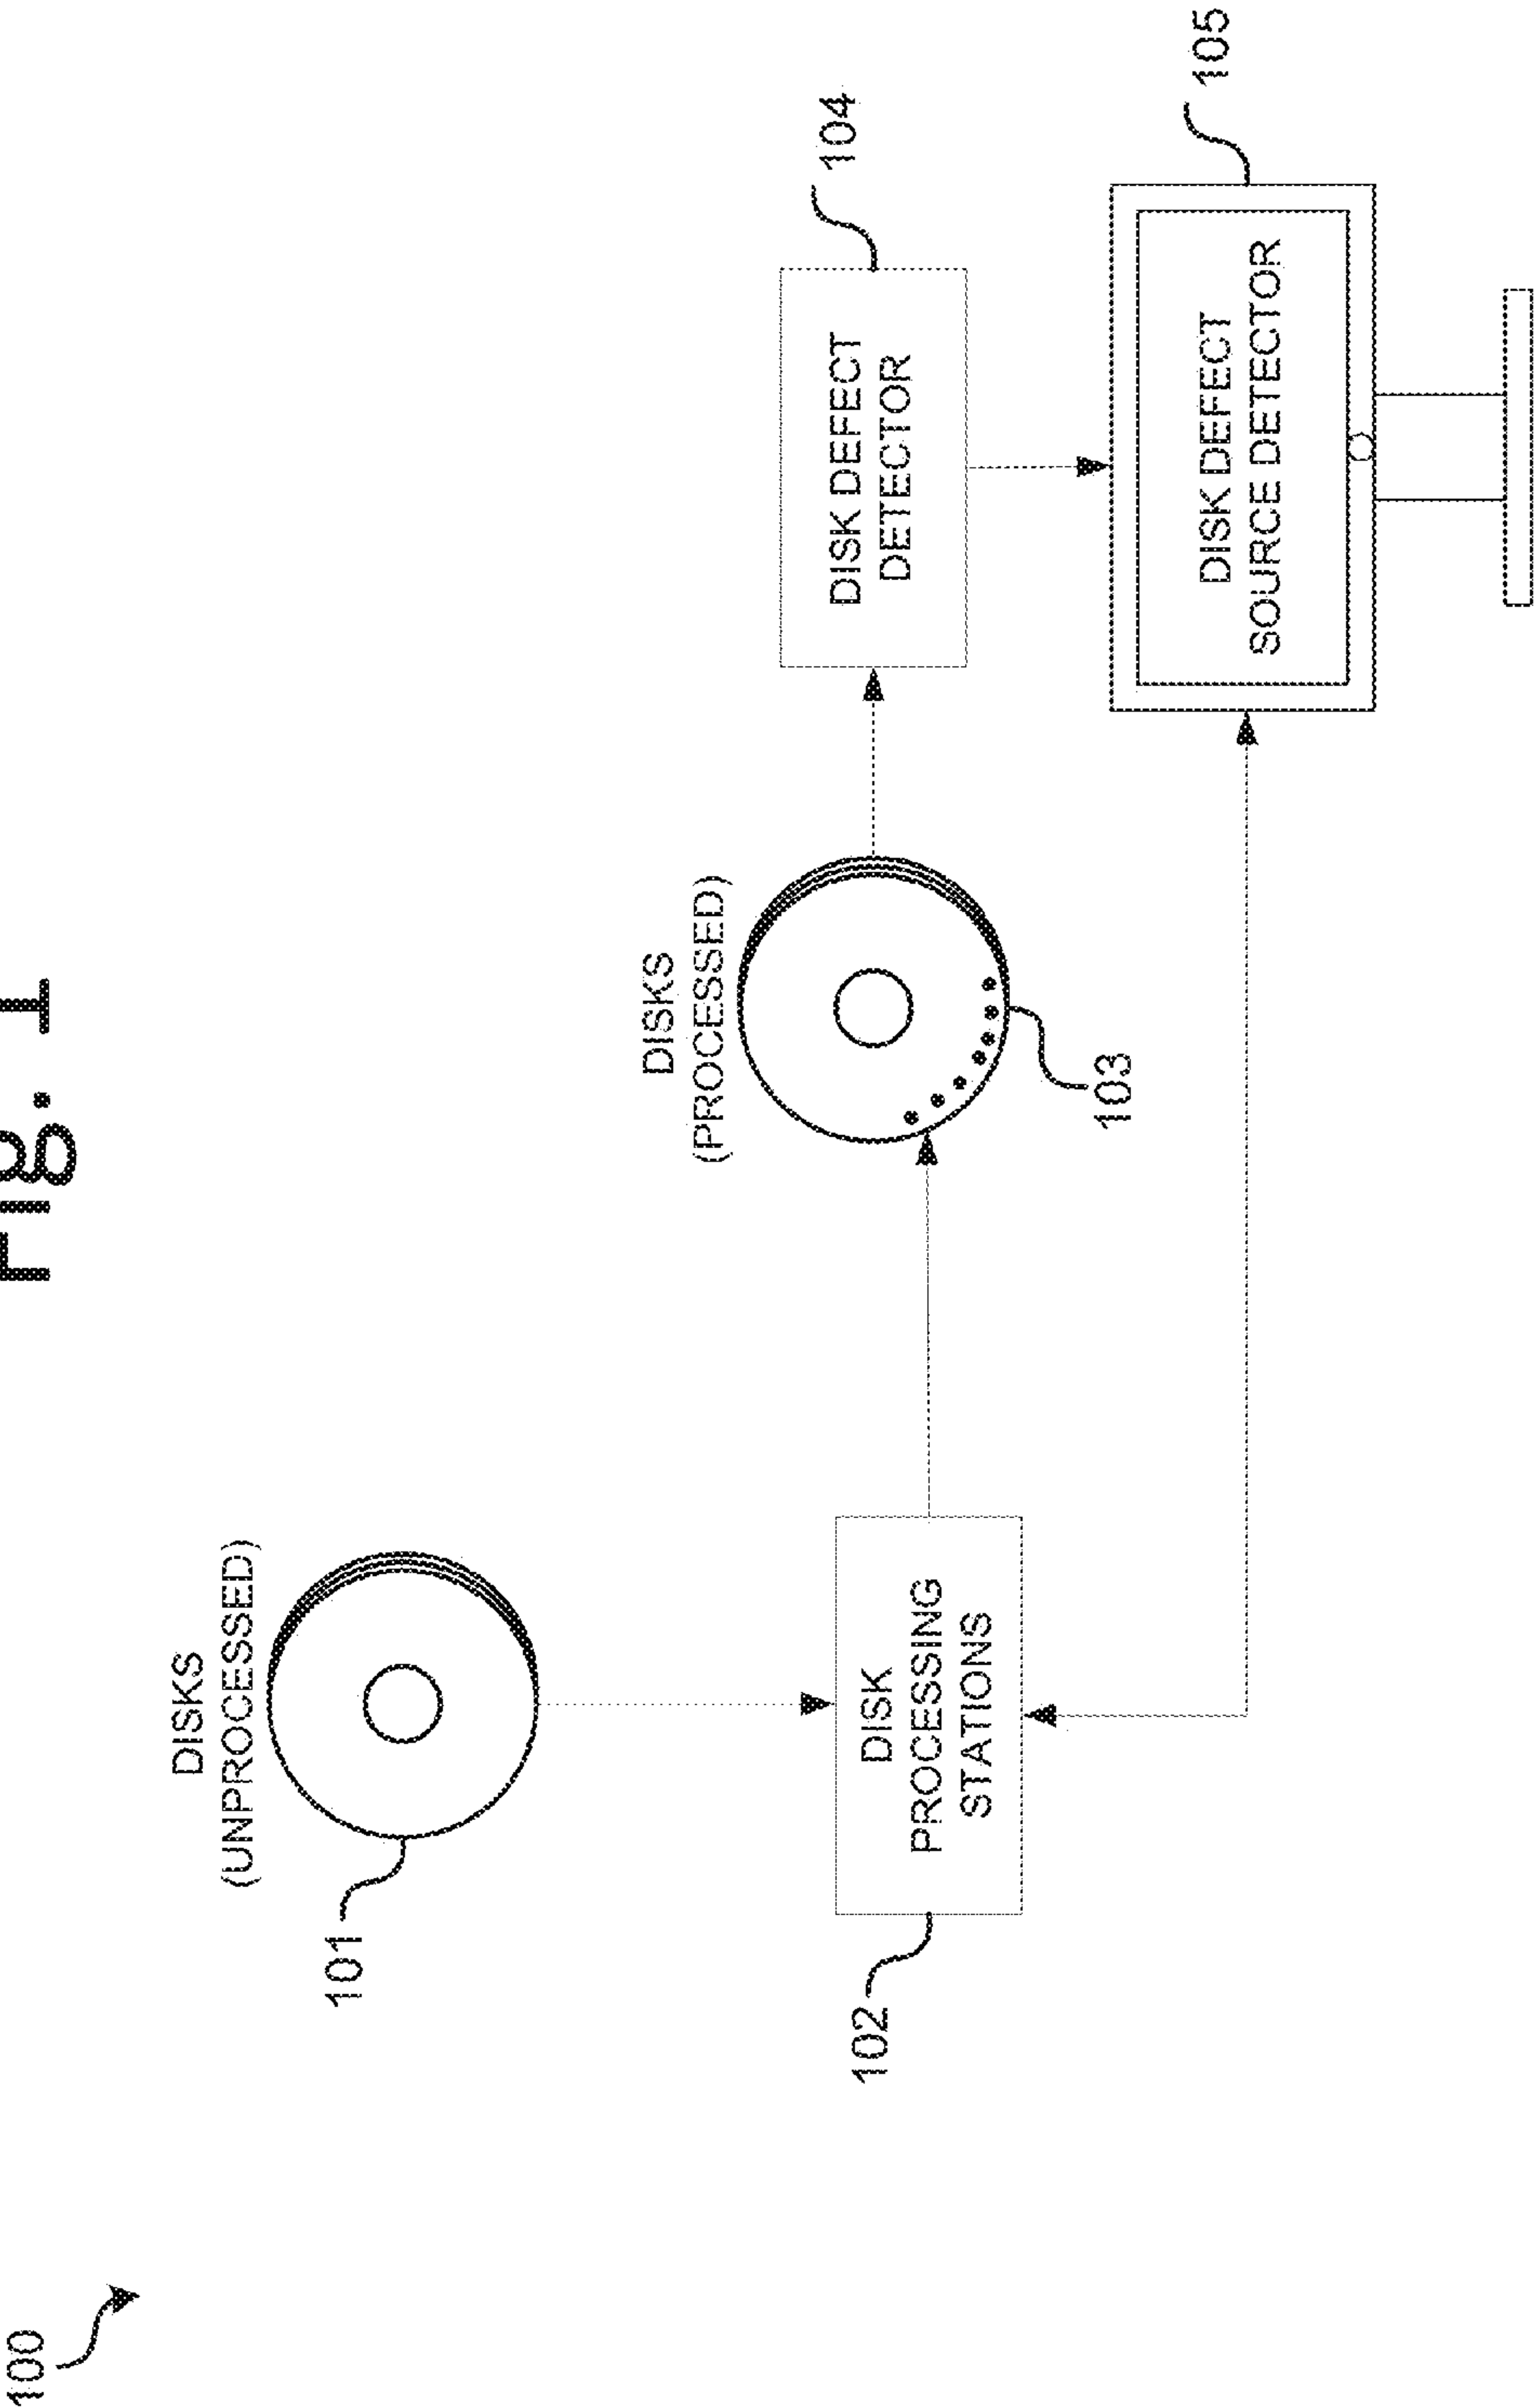 Fig. 1
100
DISKS
(UNPROCESSED)
101
DISK
PROCESSING
STATIONS
102
DISKS
(PROCESSED)
103
DISK DEFECT
DETECTOR
104
DISK DEFECT
SOURCE DETECTOR
105